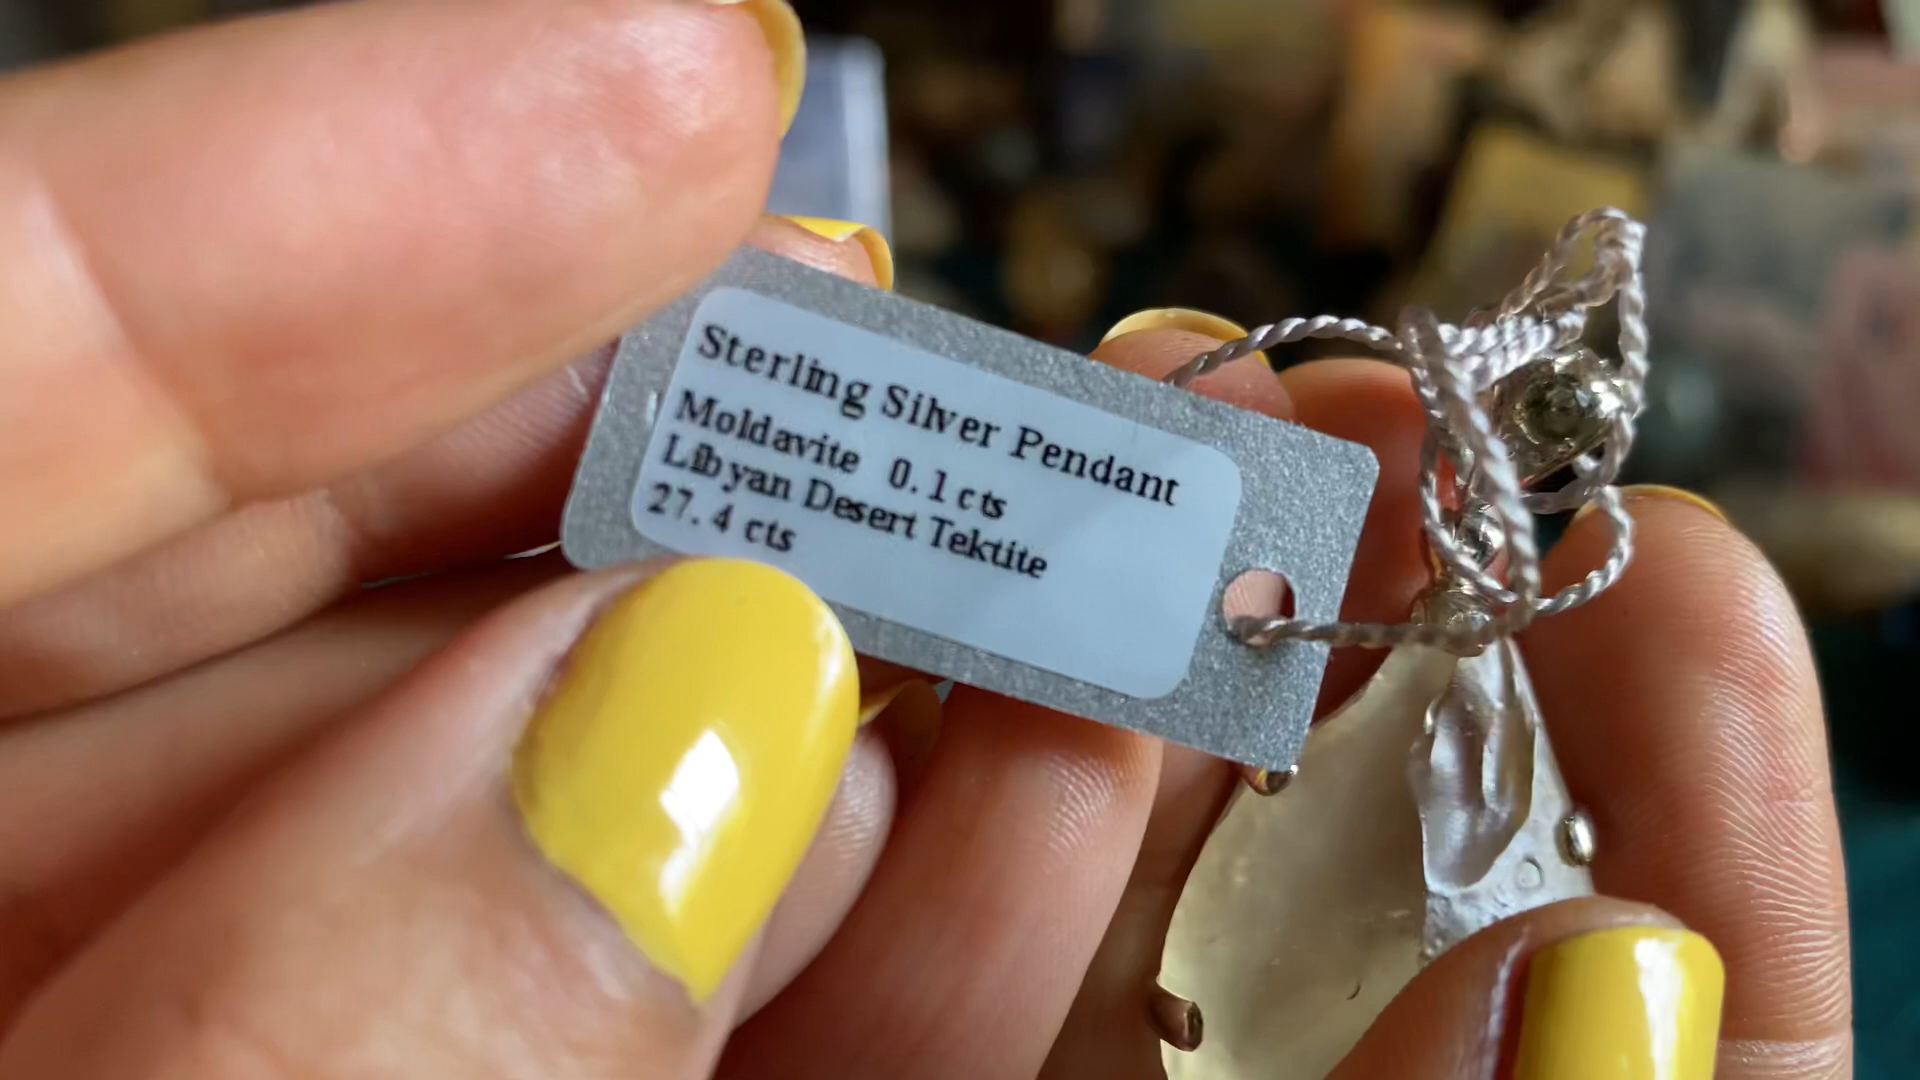 Sterling Silver Pendant
Moldavite 0.1 cts
Libyan Desert Tektite
27.4 cts